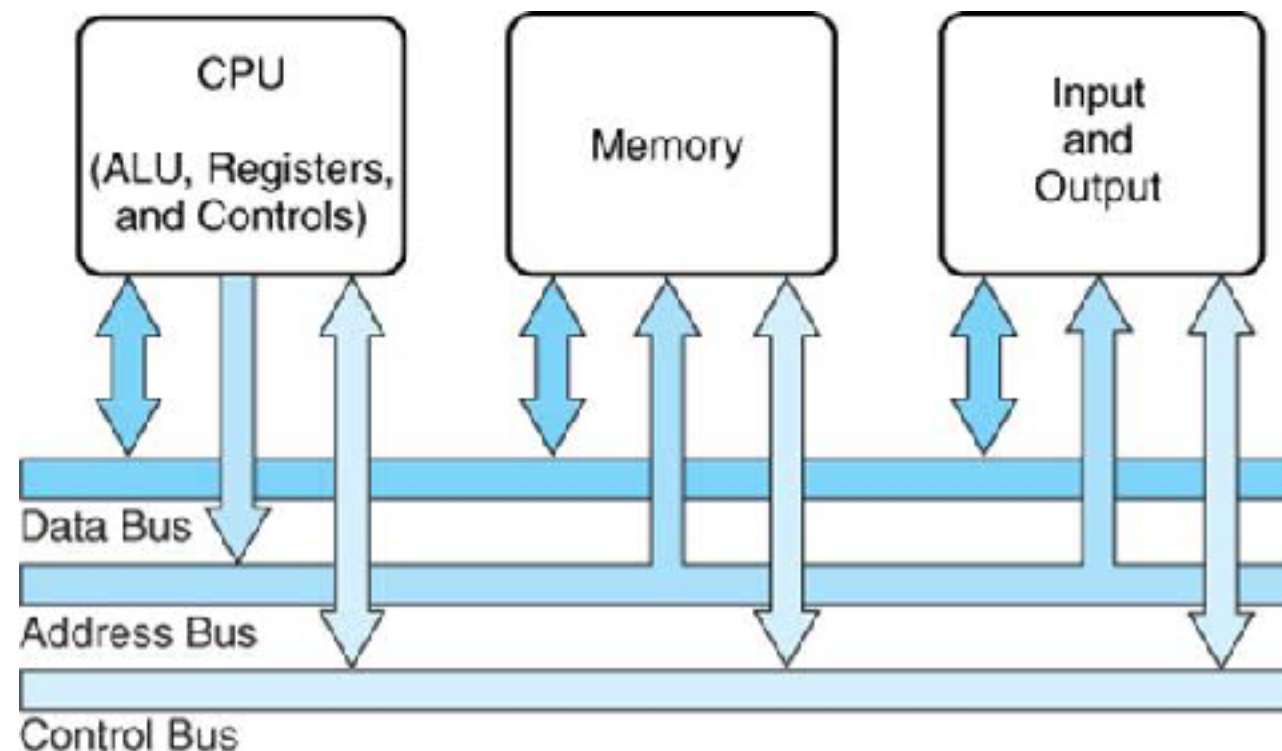 CPU
(ALU, Registers,
and Controls)
Memory
Input
and
Output
Data Bus
Address Bus
Control Bus